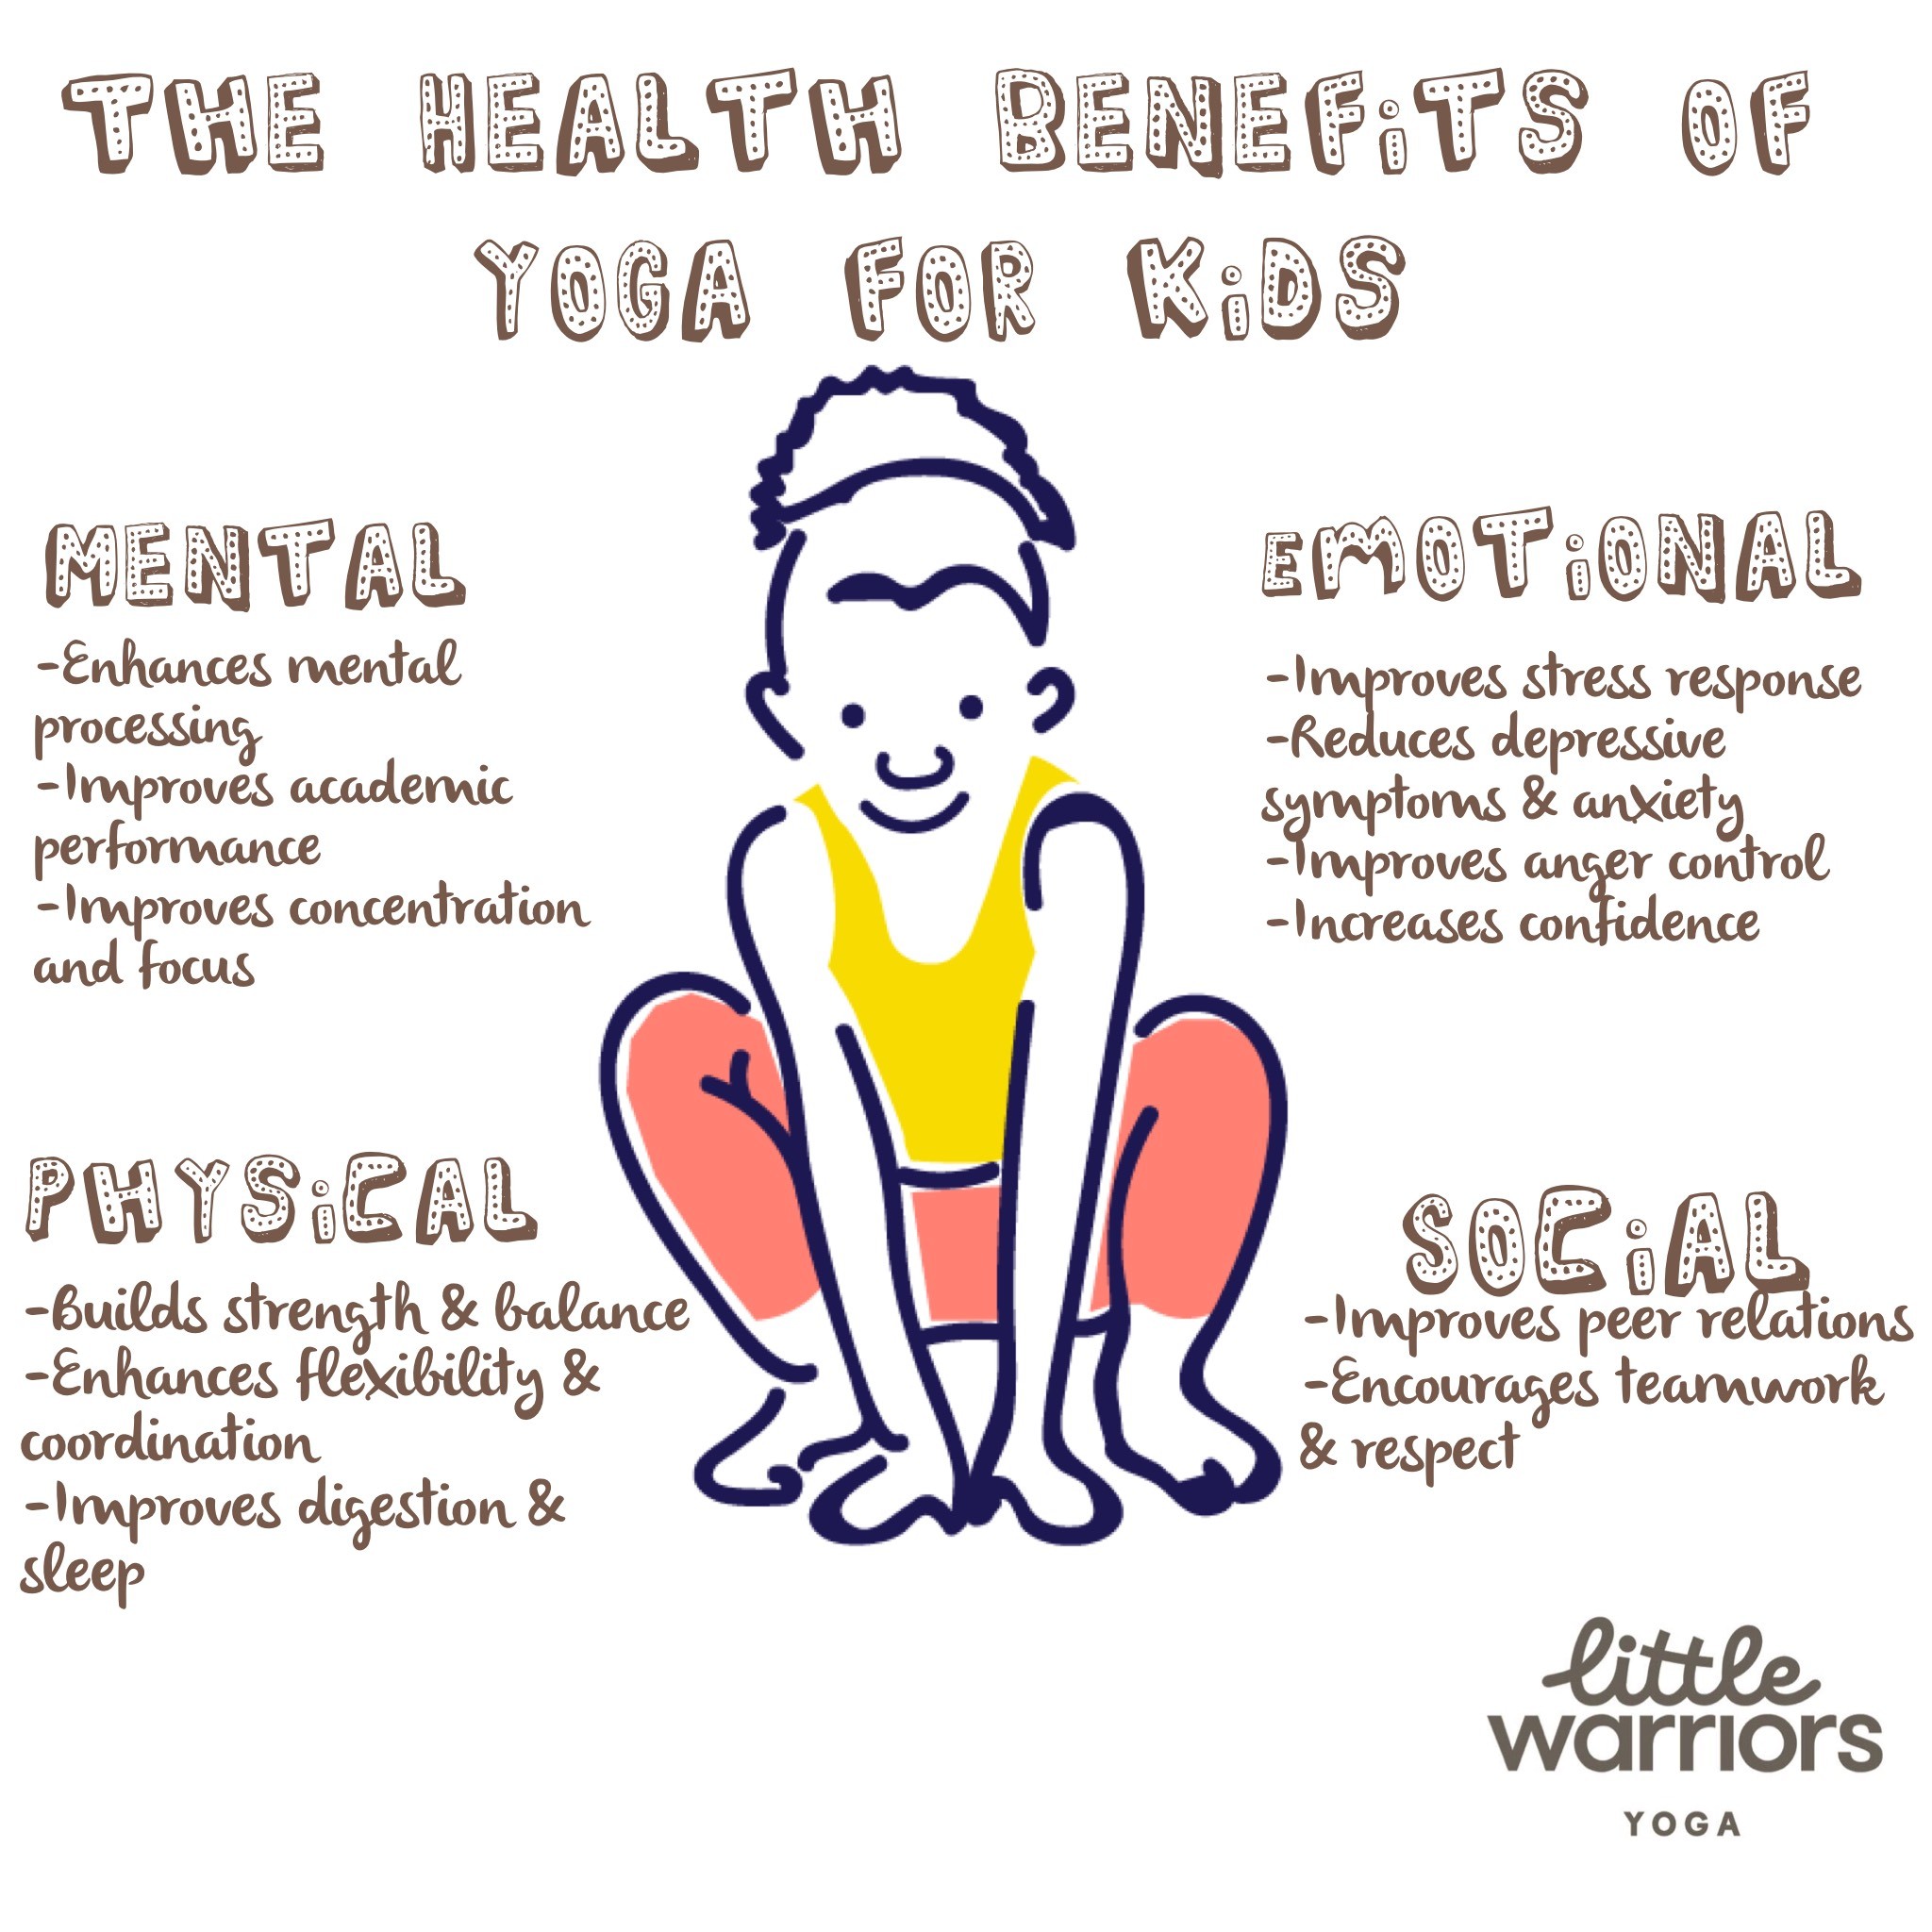 THE HEALTH BENEFiTS OF
YOGA FOR KiDS
MENTAL
-Enhances mental
processing
-Improves academic
performance
-Improves concentration
and focus
EMOTiONAL
-Improves stress response
-Reduces depressive
symptoms & anxiety
-Improves anger control
-Increases confidence
PHYSiCAL
-Builds strength & balance
-Enhances flexibility &
coordination
-Improves digestion &
sleep
SOCiAL
-Improves peer relations
-Encourages teamwork
& respect
little
warriors
YOGA